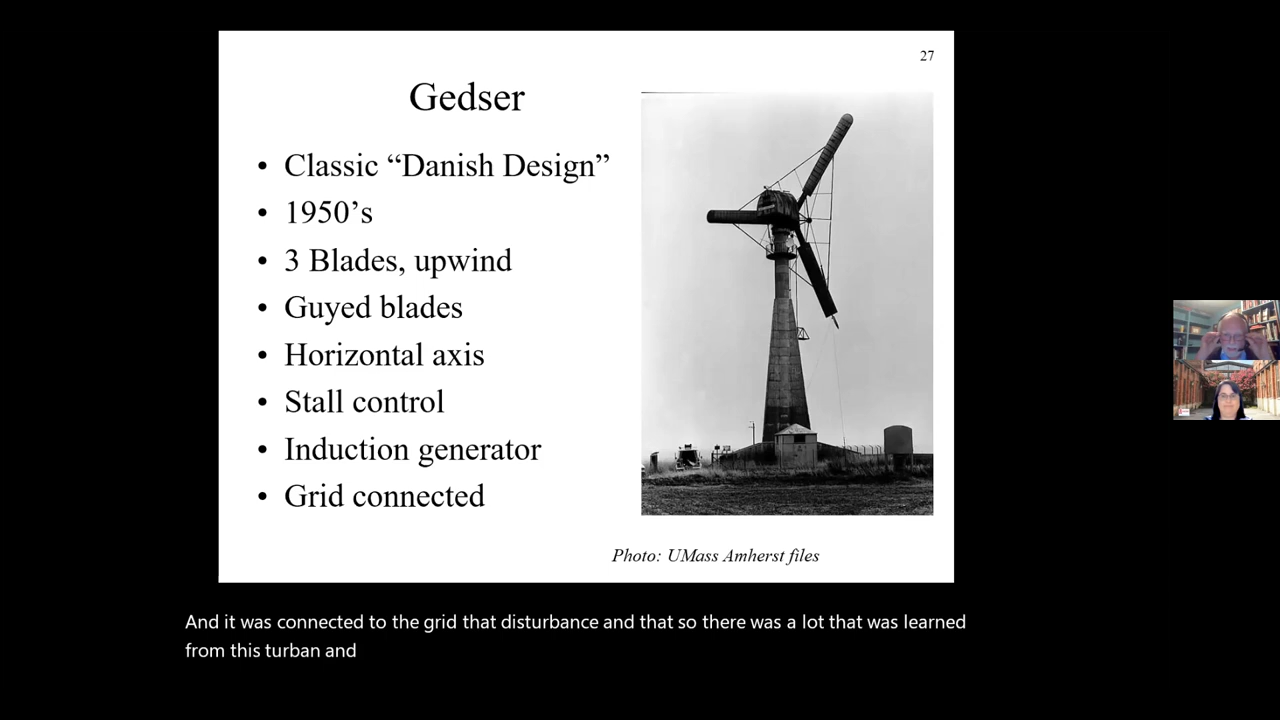 27
Gedser
• Classic “Danish Design”
• 1950’s
• 3 Blades, upwind
• Guyed blades
• Horizontal axis
• Stall control
• Induction generator
• Grid connected
Photo: UMass Amherst files
And it was connected to the grid that disturbance and that so there was a lot that was learned
from this turban and